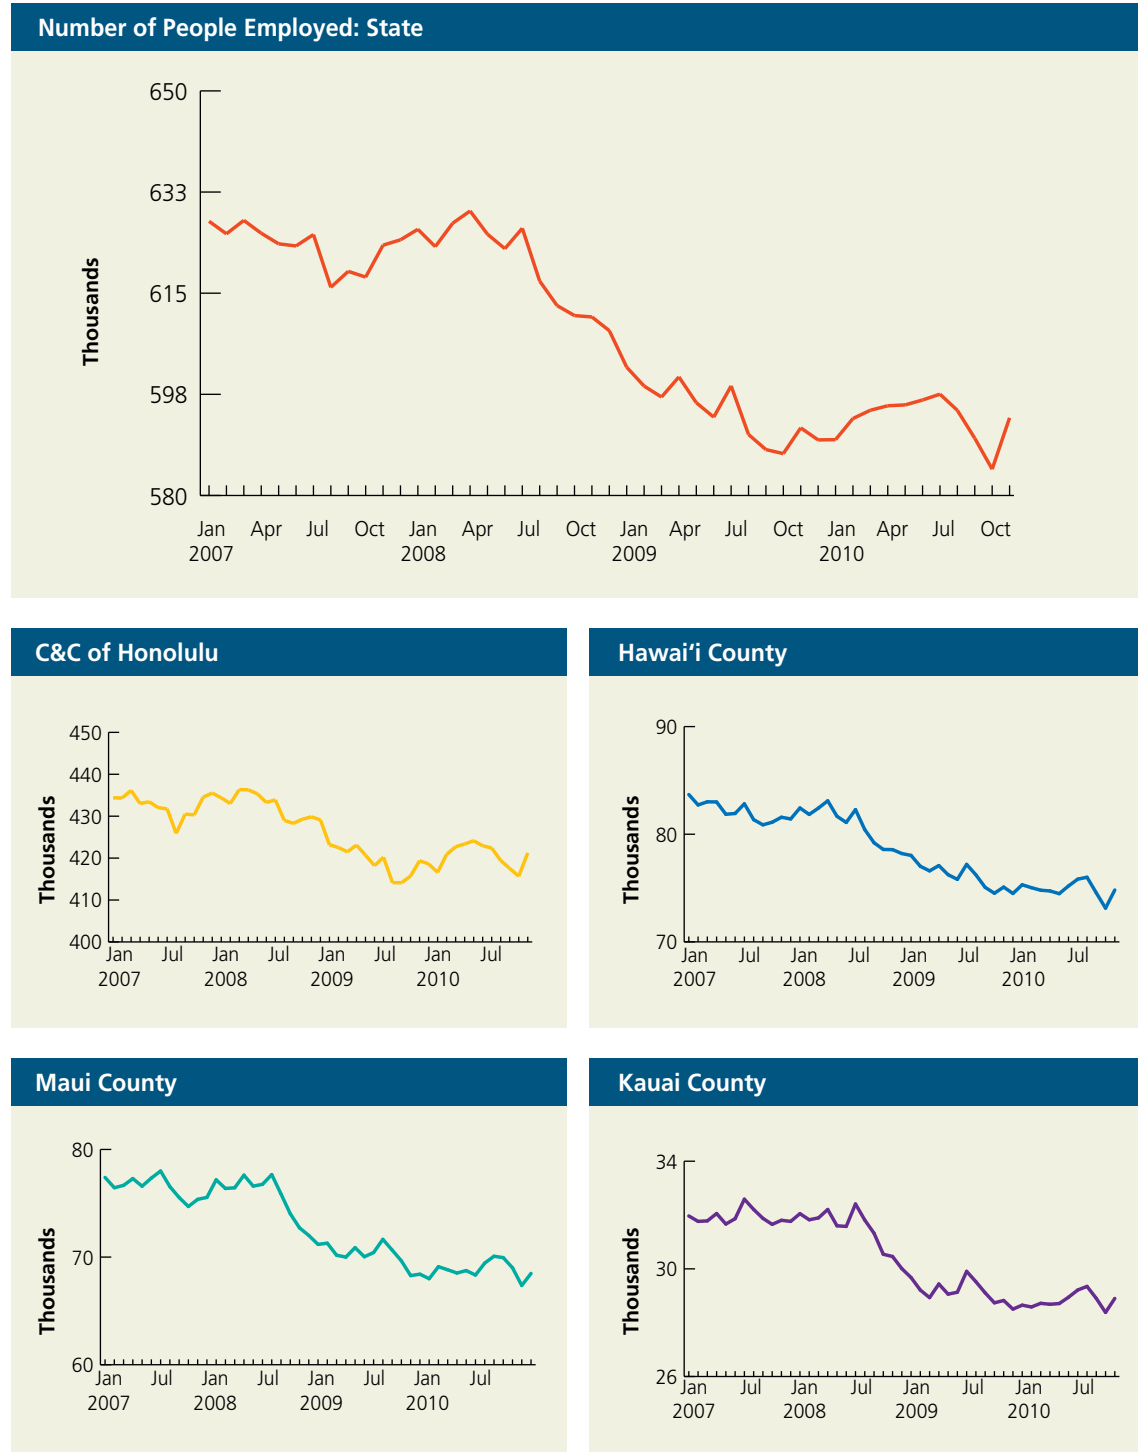 Number of People Employed: State
650
633
615
598
580
Thousands
Jan Apr Jul Oct Jan Apr Jul Oct Jan Apr Jul Oct Jan Apr Jul Oct
2007 2008 2009 2010
C&C of Honolulu
450
440
430
420
410
400
Thousands
Jan Jul Jan Jul Jan Jul Jan Jul
2007 2008 2009 2010
Hawai‘i County
90
80
70
Thousands
Jan Jul Jan Jul Jan Jul Jan Jul
2007 2008 2009 2010
Maui County
80
70
60
Thousands
Jan Jul Jan Jul Jan Jul Jan Jul
2007 2008 2009 2010
Kauai County
34
30
26
Thousands
Jan Jul Jan Jul Jan Jul Jan Jul
2007 2008 2009 2010